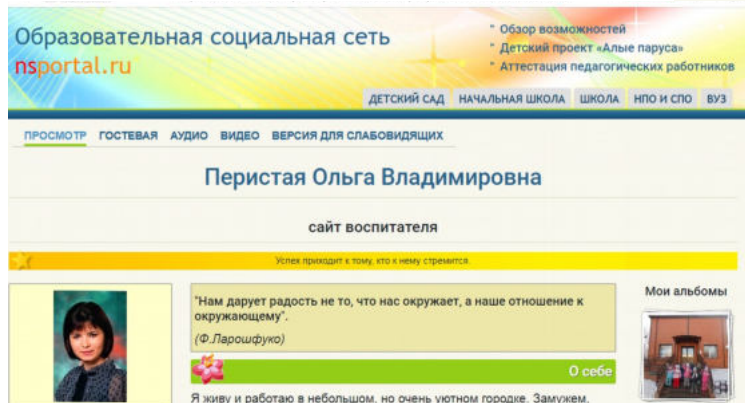 Образовательная социальная сеть
nsportal.ru
* Обзор возможностей
* Детский проект «Алые паруса»
* Аттестация педагогических работников
ДЕТСКИЙ САД НАЧАЛЬНАЯ ШКОЛА ШКОЛА НПО И СПО ВУЗ
ПРОСМОТР ГОСТЕВАЯ АУДИО ВИДЕО ВЕРСИЯ ДЛЯ СЛАБОВИДЯЩИХ
Перистая Ольга Владимировна
сайт воспитателя
Успех приходит к тому, кто к нему стремится.
"Нам дарует радость не то, что нас окружает, а наше отношение к
окружающему".
(Ф.Ларошфуко)
Мои альбомы
О себе
Я живу и работаю в небольшом, но очень уютном городке. Замужем,